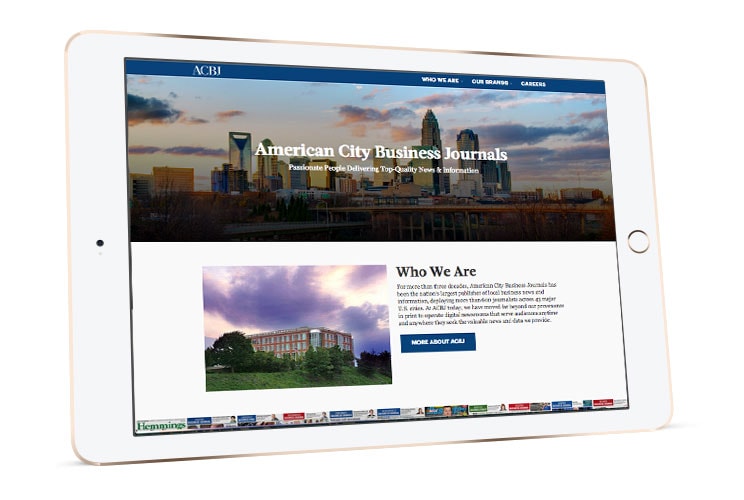 ACBJ
WHO WE ARE OUR BRANDS CAREERS
American City Business Journals
Passionate People Delivering Top-Quality News & Information
Who We Are
For more than three decades, American City Business Journals has
been the nation's largest publisher of local business news and
information, deploying more than 600 journalists across 43 major
U.S. cities. At ACBJ today, we have moved far beyond our provenance
in print to operate digital newsrooms that serve audiences anytime
and anywhere they seek the valuable news and data we provide.
MORE ABOUT ACBJ
Hemmings